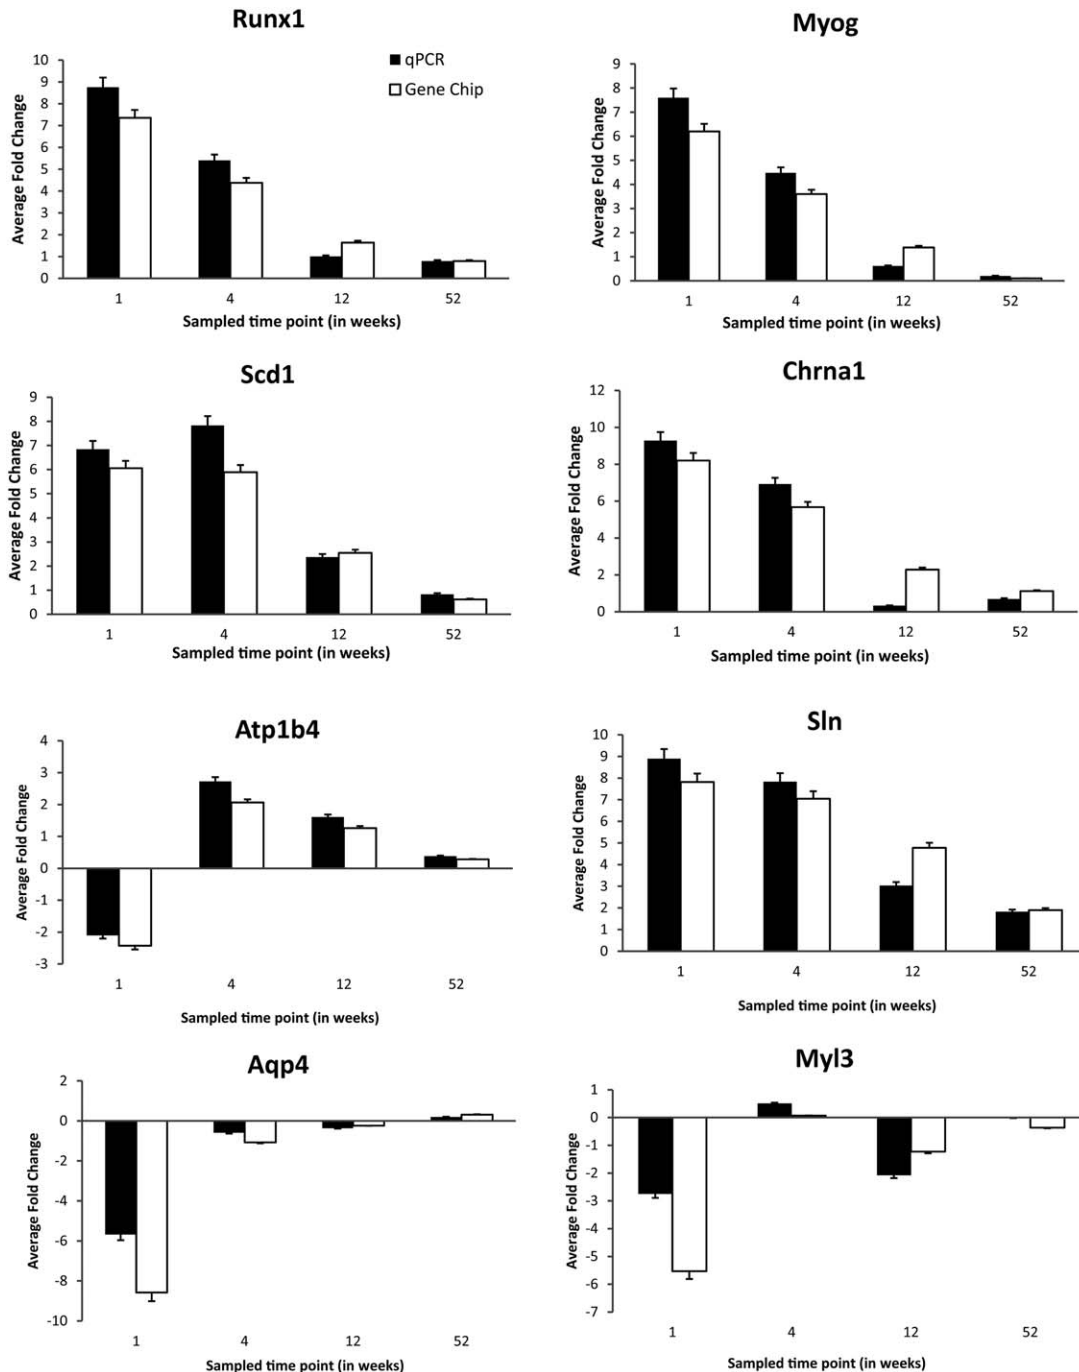 Runx1
qPCR
Gene Chip
Average Fold Change
10
9
8
7
6
5
4
3
2
1
0
1 4 12 52
Sampled time point (in weeks)
Myog
Average Fold Change
9
8
7
6
5
4
3
2
1
0
1 4 12 52
Sampled time point (in weeks)
Scd1
Average Fold Change
9
8
7
6
5
4
3
2
1
0
1 4 12 52
Sampled time point (in weeks)
Chrna1
Average Fold Change
12
10
8
6
4
2
0
1 4 12 52
Sampled time point (in weeks)
Atp1b4
Average Fold Change
4
3
2
1
0
-1
-2
-3
1 4 12 52
Sampled time point (in weeks)
Sln
Average Fold Change
10
9
8
7
6
5
4
3
2
1
0
1 4 12 52
Sampled time point (in weeks)
Aqp4
Average Fold Change
2
0
-2
-4
-6
-8
-10
1 4 12 52
Sampled time point (in weeks)
Myl3
Average Fold Change
1
0
-1
-2
-3
-4
-5
-6
-7
1 4 12 52
Sampled time point (in weeks)